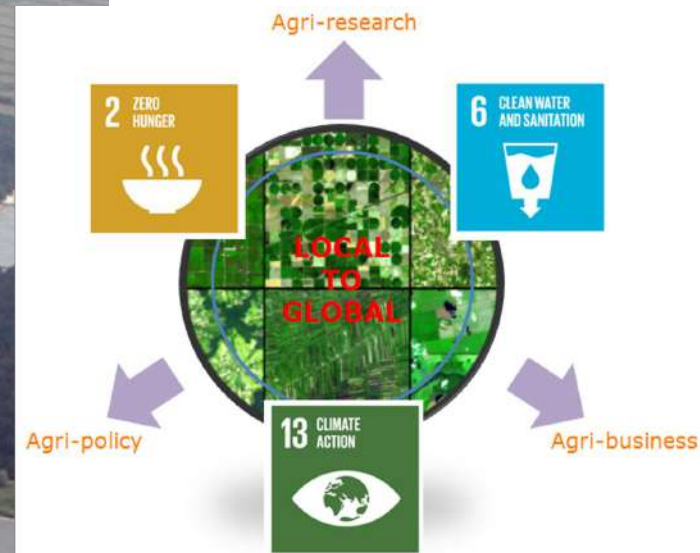 Agri-research
2 ZERO
HUNGER
6 CLEAN WATER
AND SANITATION
LOCAL
TO
GLOBAL
Agri-policy
Agri-business
13 CLIMATE
ACTION